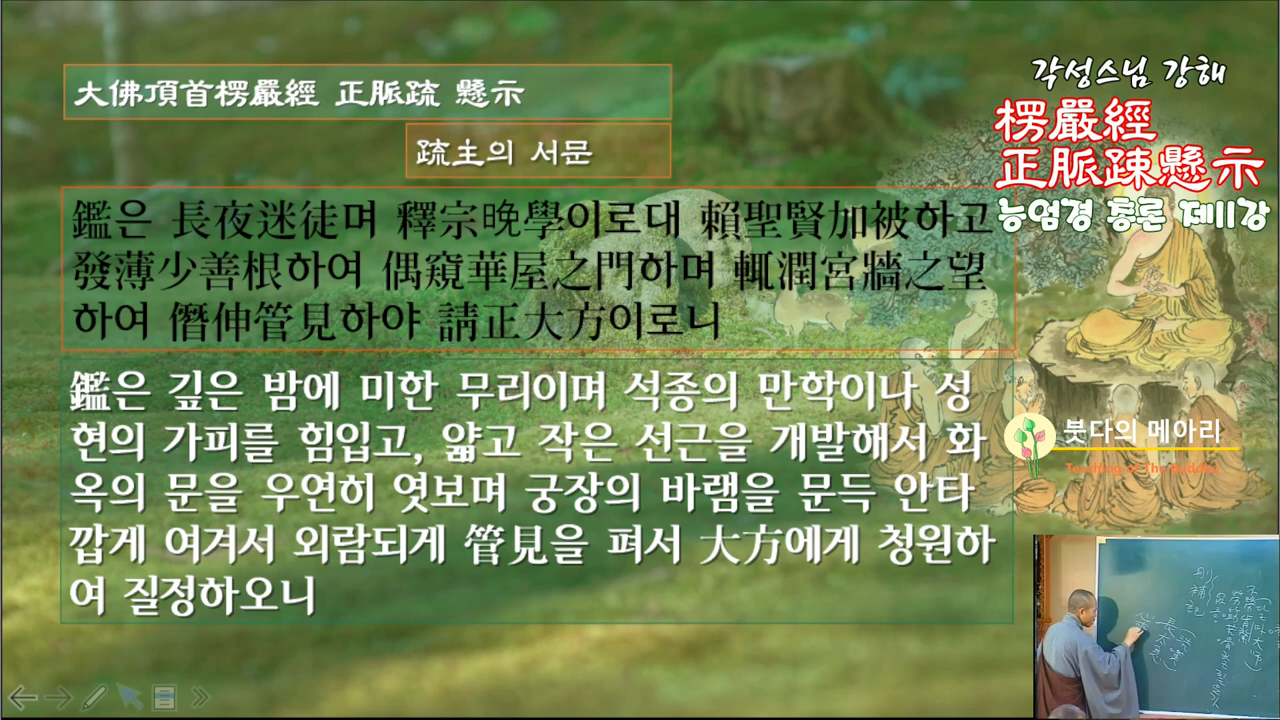 大佛頂首楞嚴經 正脈疏 懸示
疏主의 서문
鑑은 長夜迷徒며 釋宗晩學이로대 賴聖賢加被하고
發薄少善根하여 偶窺華屋之門하며 輒潤宮牆之望
하여 僭伸管見하야 請正大方이로니
鑑은 깊은 밤에 미한 무리이며 석종의 만학이나 성
현의 가피를 힘입고, 얇고 작은 선근을 개발해서 화
옥의 문을 우연히 엿보며 궁장의 바램을 문득 안타
깝게 여겨서 외람되게 管見을 펴서 大方에게 청원하
여 질정하오니
각성스님 강해
楞嚴經
正脈疎懸示
능엄경 총론 제11강
붓다의 메아리
Teaching of The Buddha